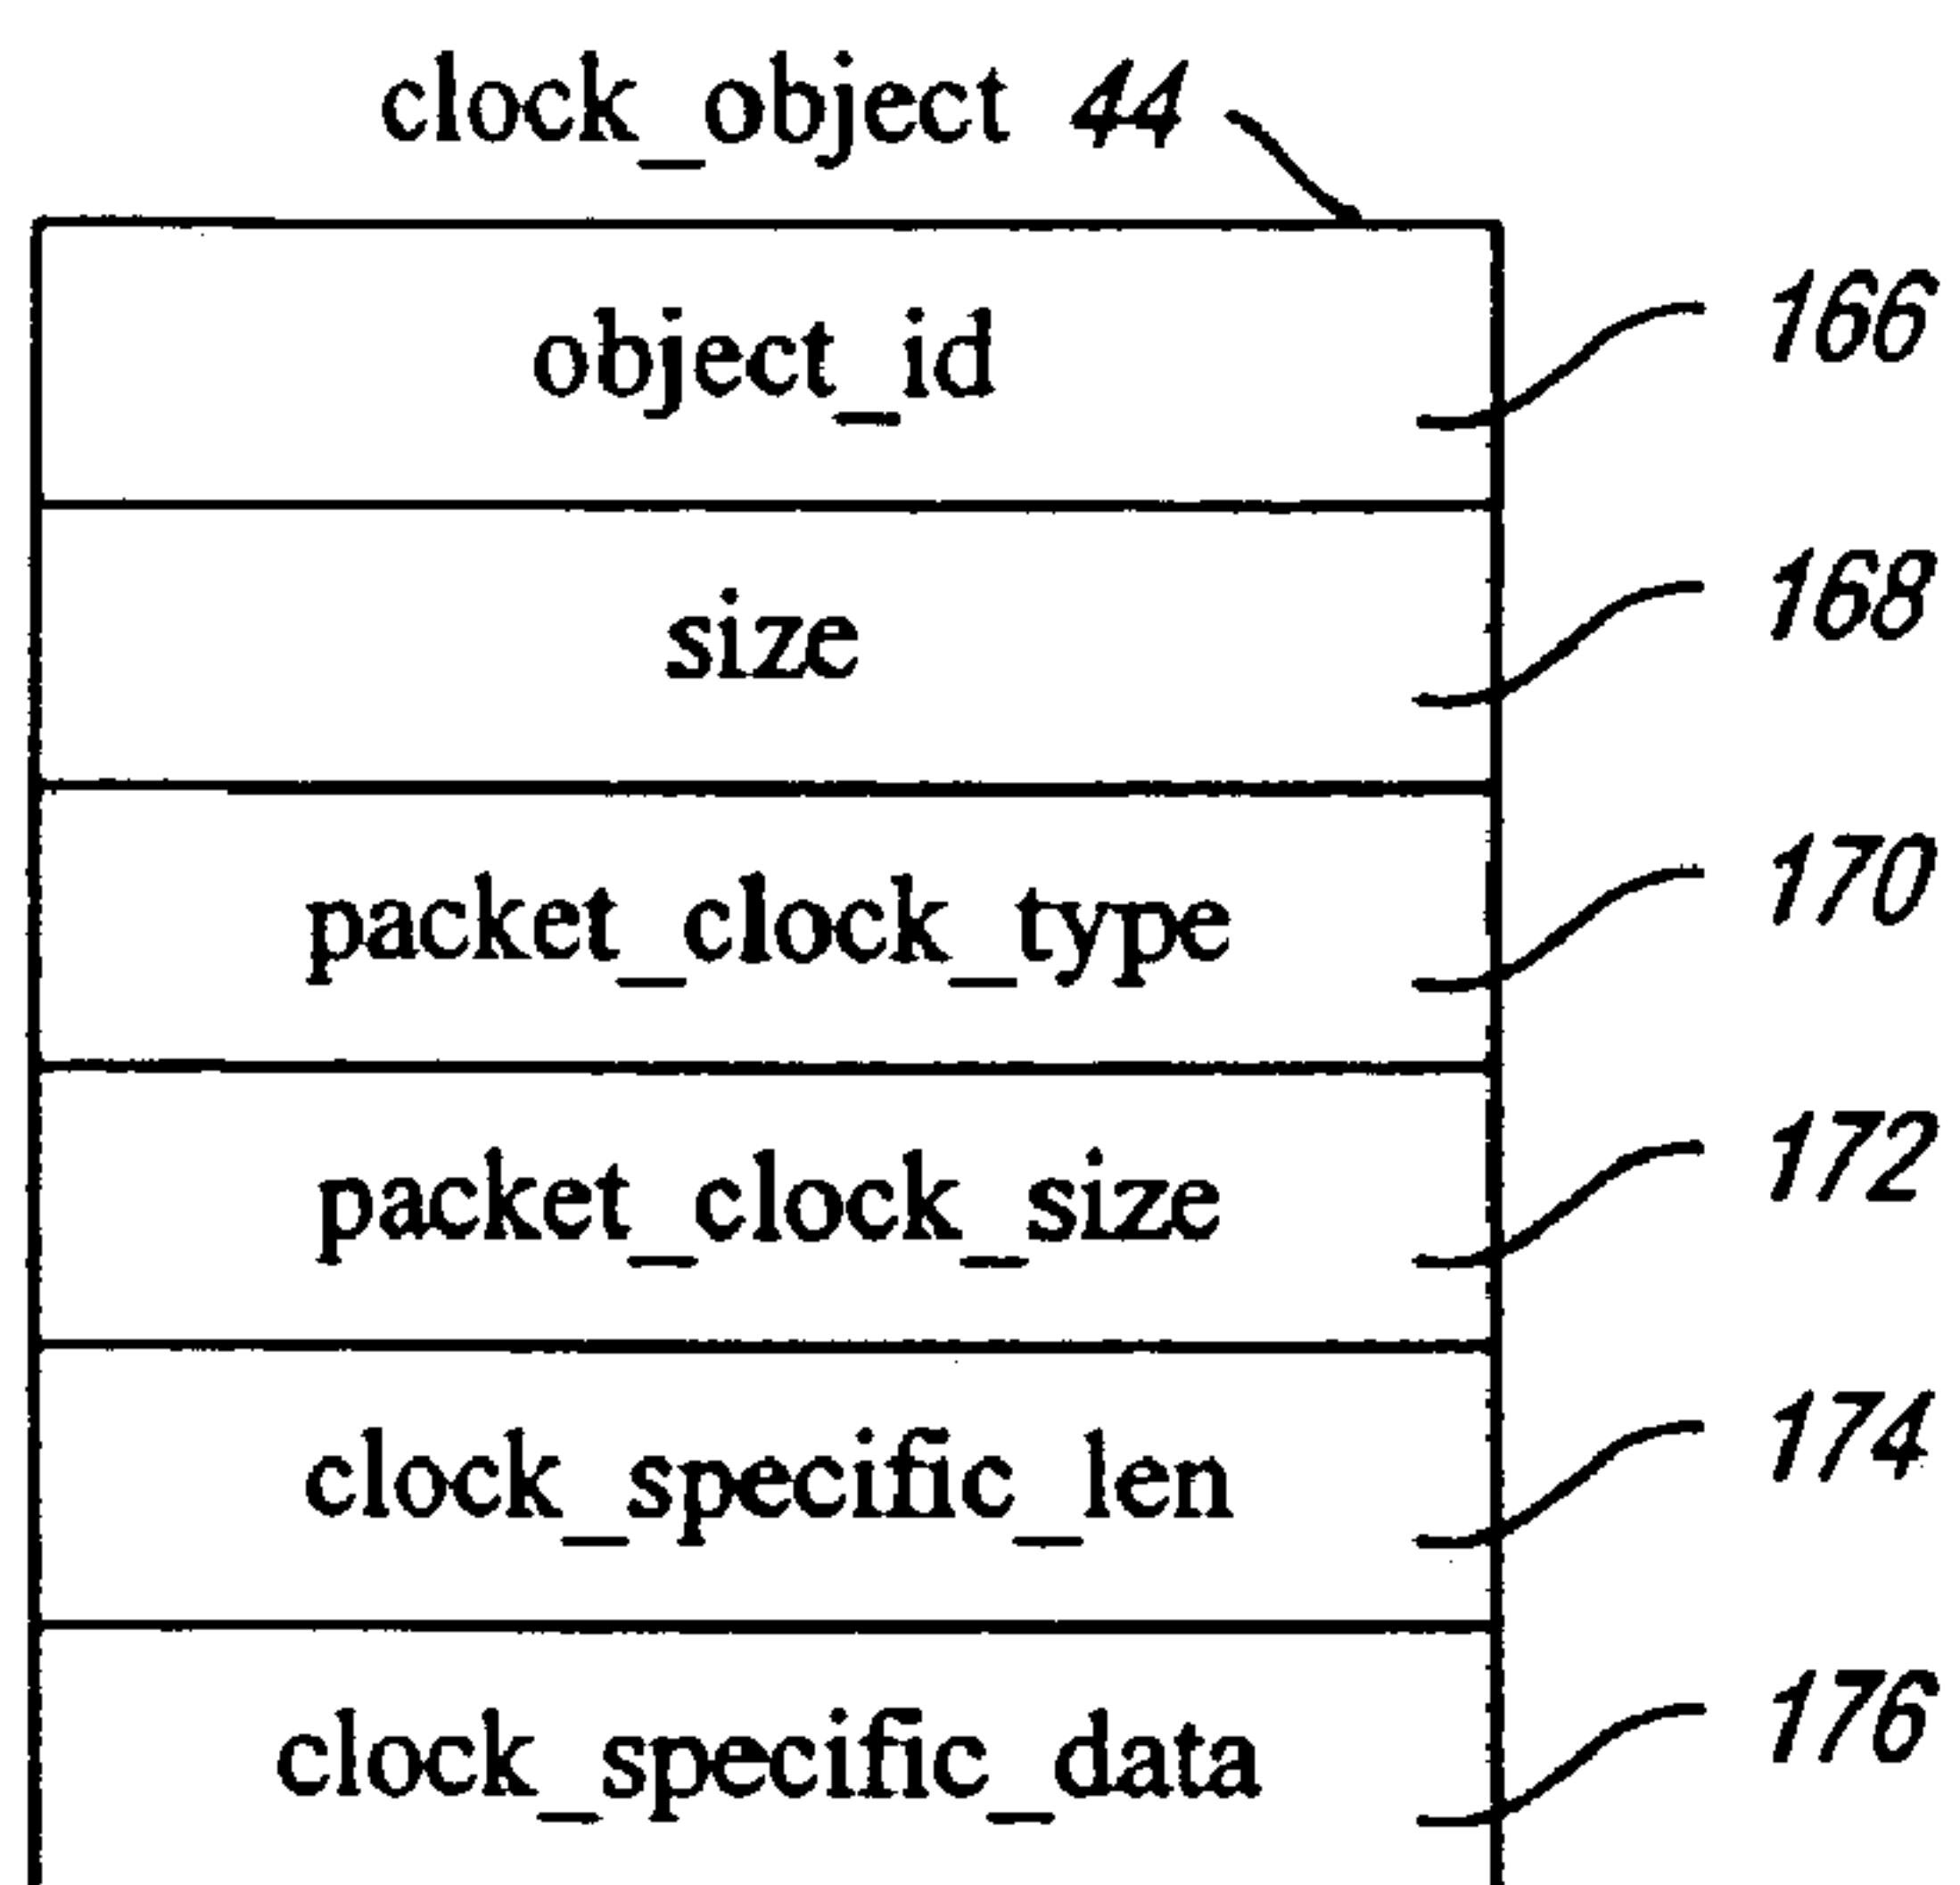 clock_object 44
object_id 166
size 168
packet_clock_type 170
packet_clock_size 172
clock_specific_len 174
clock_specific_data 176